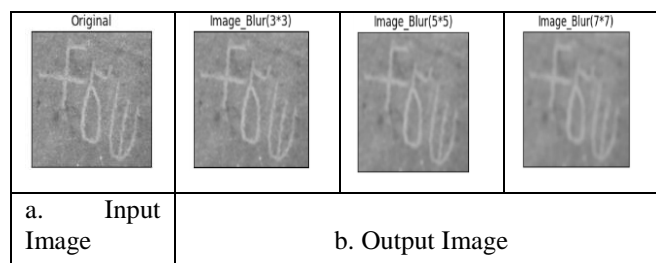 Original Image_Blur(3*3) Image_Blur(5*5) Image_Blur(7*7)
a. Input b. Output Image
Image